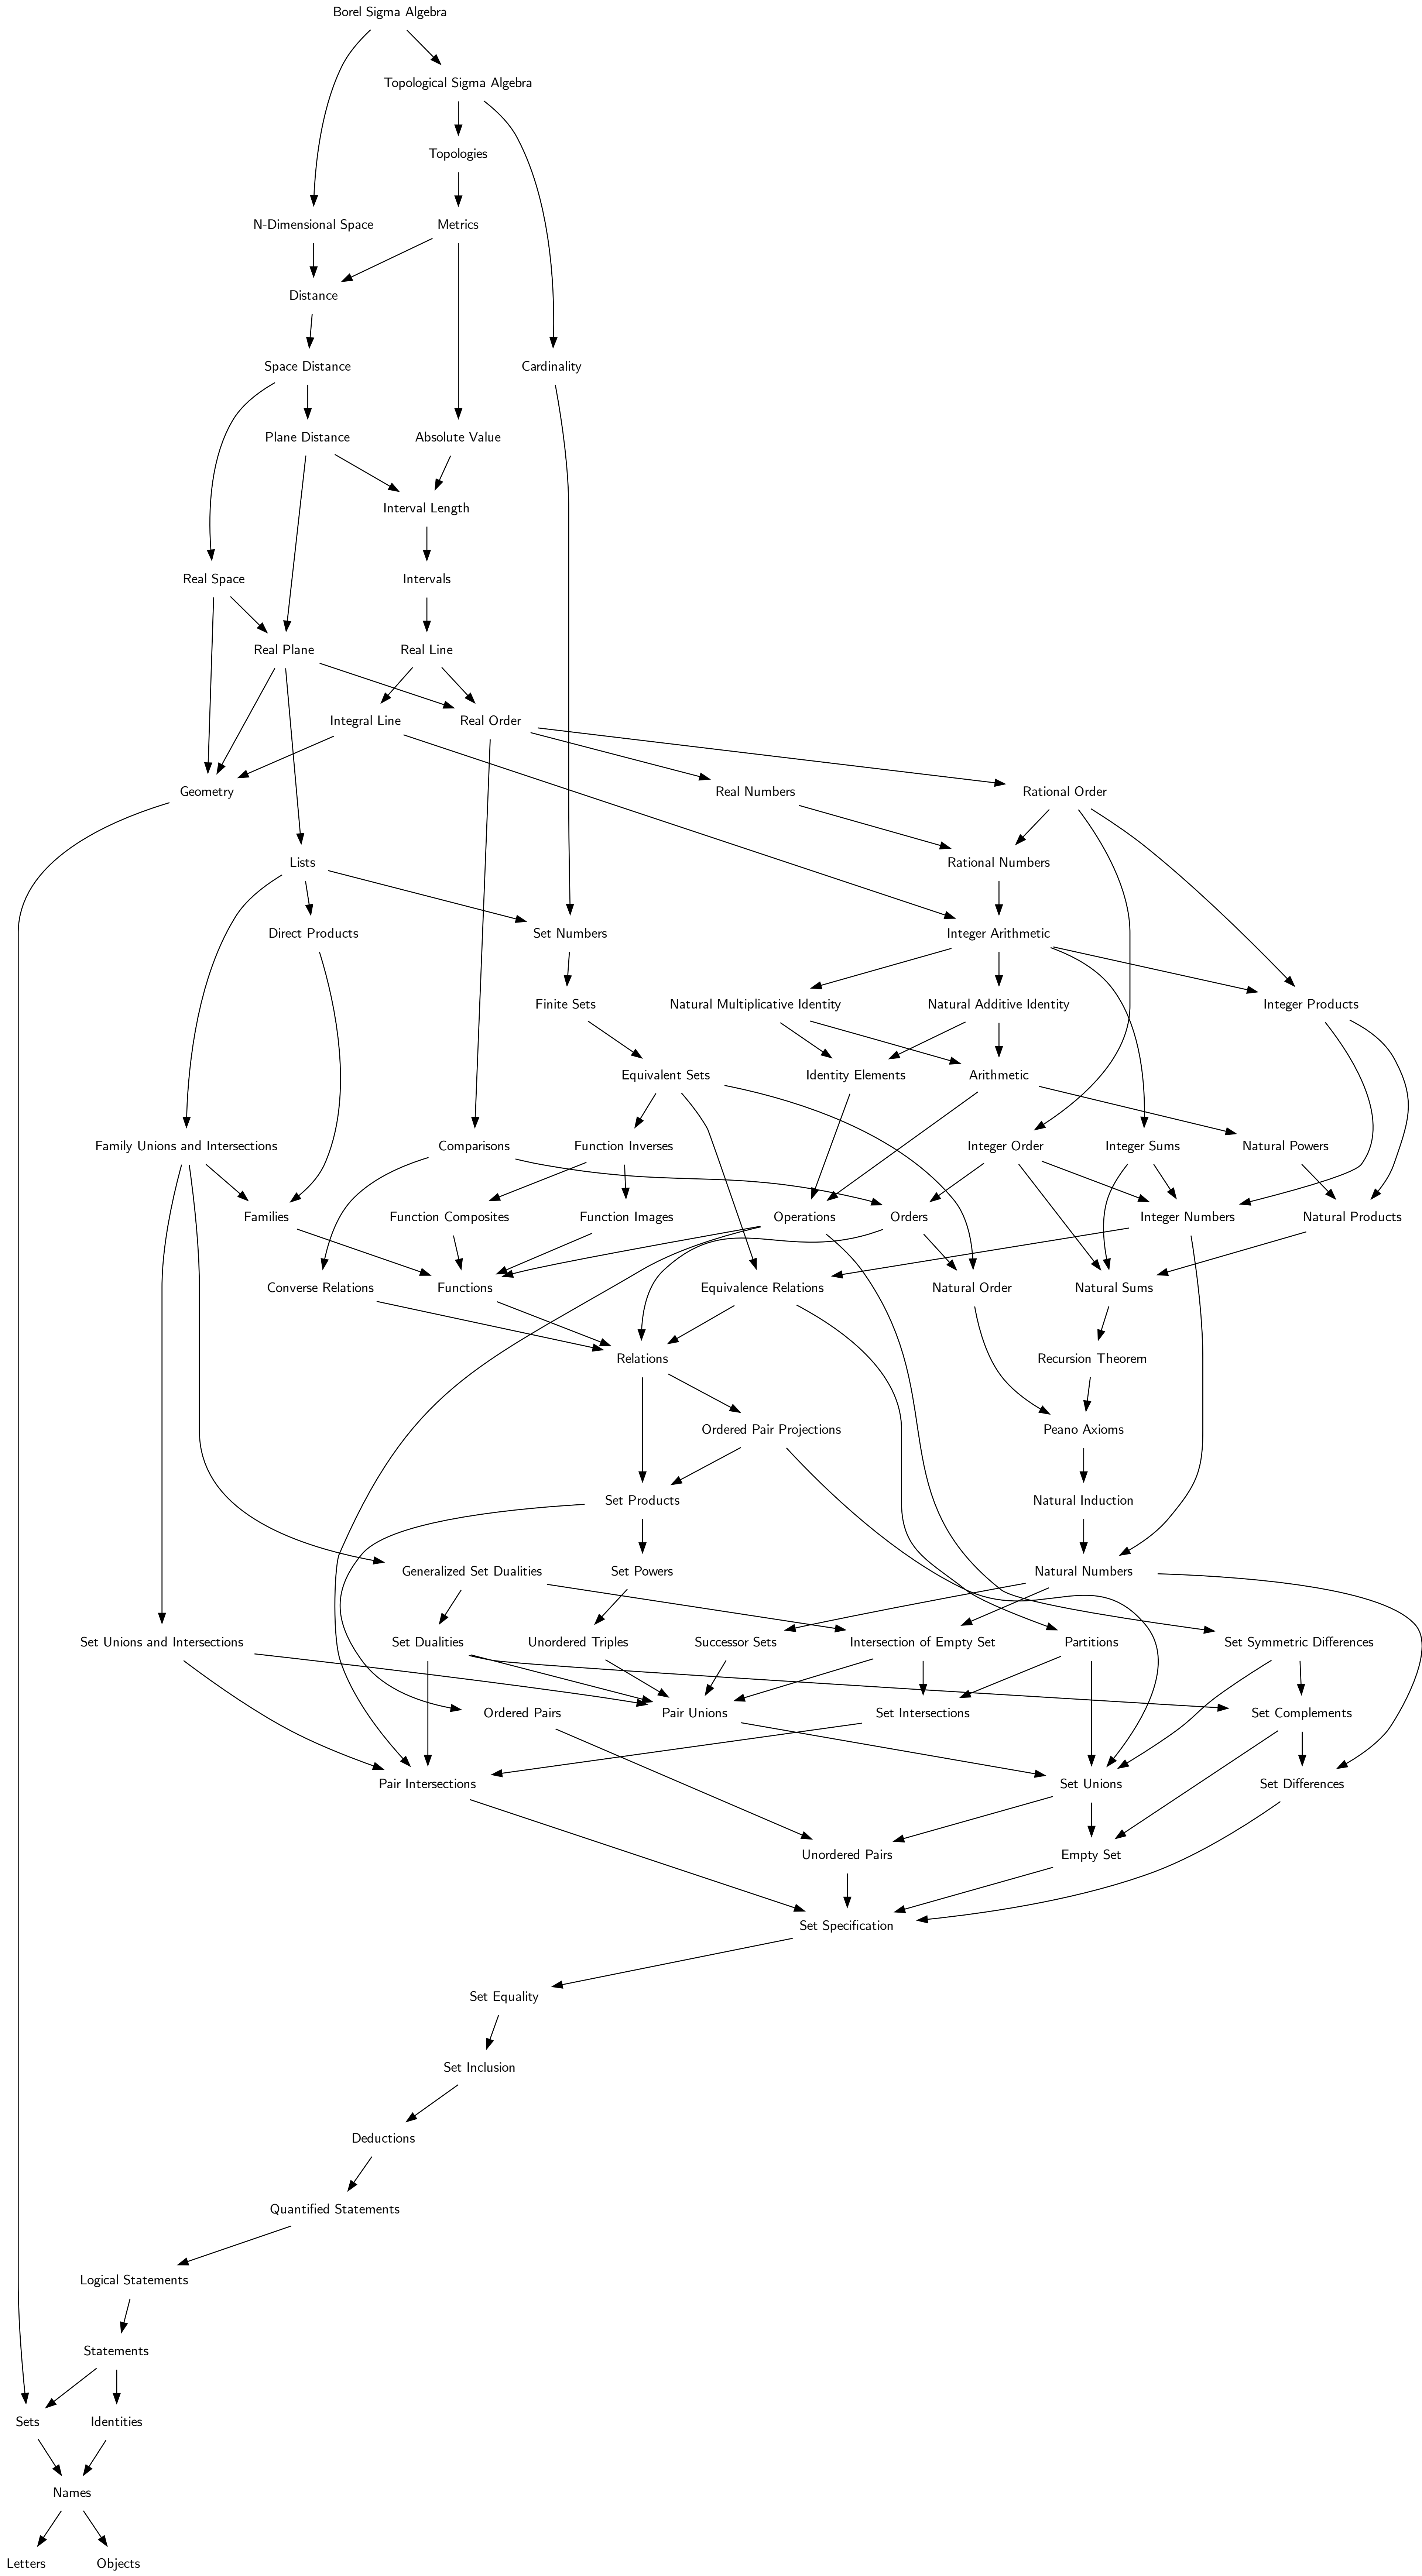 Borel Sigma Algebra
Topological Sigma Algebra
Topologies
N-Dimensional Space
Metrics
Distance
Space Distance
Cardinality
Plane Distance
Absolute Value
Interval Length
Real Space
Intervals
Real Plane
Real Line
Integral Line
Real Order
Geometry
Real Numbers
Rational Order
Lists
Rational Numbers
Direct Products
Set Numbers
Integer Arithmetic
Finite Sets
Natural Multiplicative Identity
Natural Additive Identity
Integer Products
Equivalent Sets
Identity Elements
Arithmetic
Family Unions and Intersections
Comparisons
Function Inverses
Integer Order
Integer Sums
Natural Powers
Families
Function Composites
Function Images
Operations
Orders
Integer Numbers
Natural Products
Converse Relations
Functions
Equivalence Relations
Natural Order
Natural Sums
Relations
Recursion Theorem
Ordered Pair Projections
Peano Axioms
Set Products
Natural Induction
Generalized Set Dualities
Set Powers
Natural Numbers
Set Unions and Intersections
Set Dualities
Unordered Triples
Successor Sets
Intersection of Empty Set
Partitions
Set Symmetric Differences
Ordered Pairs
Pair Unions
Set Intersections
Set Complements
Pair Intersections
Set Unions
Set Differences
Unordered Pairs
Empty Set
Set Specification
Set Equality
Set Inclusion
Deductions
Quantified Statements
Logical Statements
Statements
Sets
Identities
Names
Letters
Objects